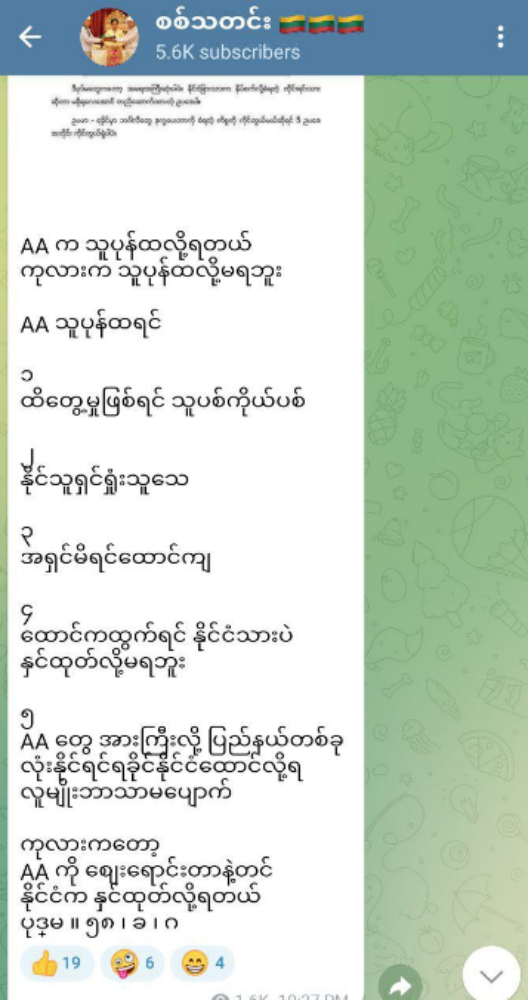 စစ်သတင်း
5.6K subscribers
AA က သူပုန်ထလို့ရတယ်
ကုလားက သူပုန်ထလို့မရဘူး
AA သူပုန်ထရင်
၁
ထိတွေ့မှုဖြစ်ရင် သူပစ်ကိုယ်ပစ်
၂
နိုင်သူရှင်ရှုံးသူသေ
၃
အရှင်မိရင်ထောင်ကျ
၄
ထောင်ကထွက်ရင် နိုင်ငံသားပဲ
နှင်ထုတ်လို့မရဘူး
၅
AA တွေ အားကြီးလို့ ပြည်နယ်တစ်ခု
လုံးနိုင်ရင်ရခိုင်နိုင်ငံထောင်လို့ရ
လူမျိုးဘာသာမပျောက်
ကုလားကတော့
AA ကို ဈေးရောင်းတာနဲ့တင်
နိုင်ငံက နှင်ထုတ်လို့ရတယ်
ပုဒ္မ ။ ၅၈ ၊ ခ ၊ ဂ
19 6 4
1.6K 10:27 PM